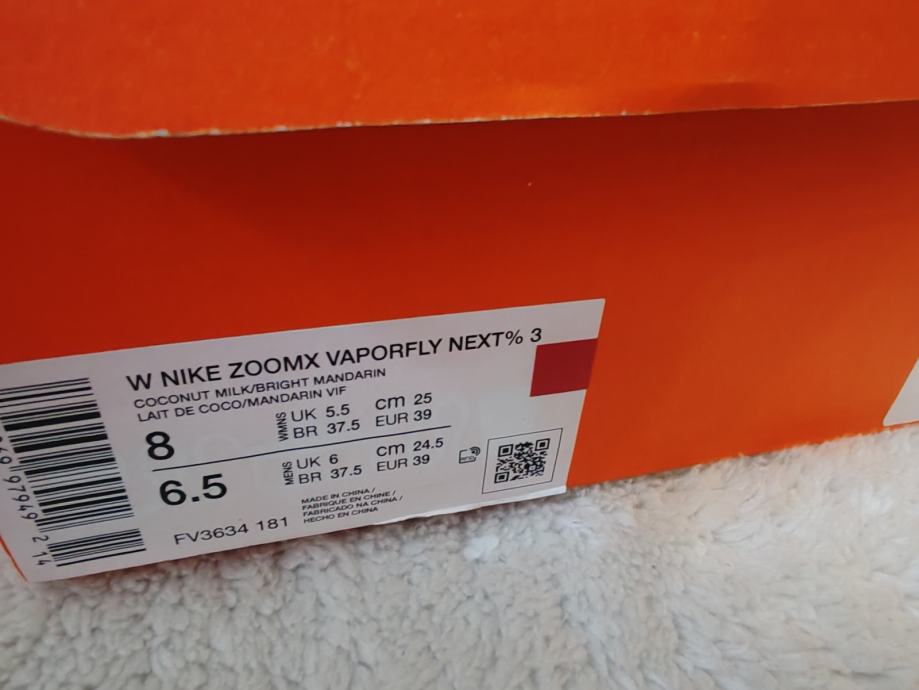 W NIKE ZOOMX VAPORFLY NEXT% 3
COCONUT MILK/BRIGHT MANDARIN
LAIT DE COCO/MANDARIN VIF
8
WMNS
UK 5.5 cm 25
BR 37.5 EUR 39
6.5
MENS
UK 6 cm 24.5
BR 37.5 EUR 39
MADE IN CHINA /
FABRIQUE EN CHINE /
FABRICADO NA CHINA /
HECHO EN CHINA
FV3634 181